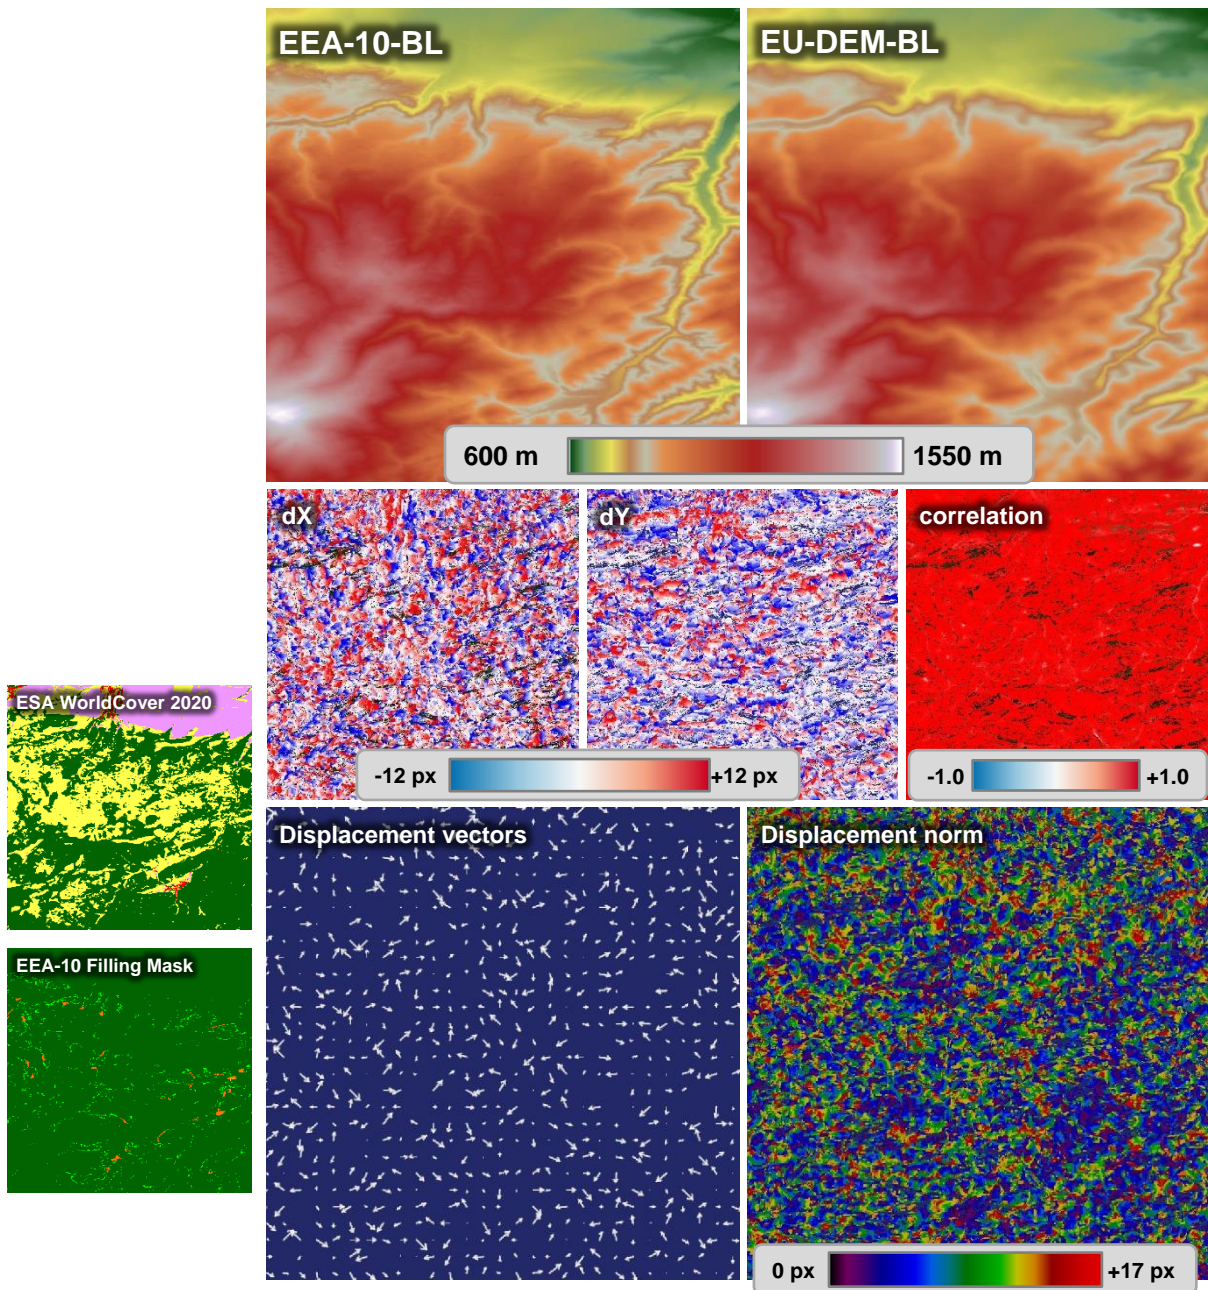 EEA-10-BL
EU-DEM-BL
600 m
1550 m
dX
dY
correlation
-12 px
+12 px
-1.0
+1.0
ESA WorldCover 2020
EEA-10 Filling Mask
Displacement vectors
Displacement norm
0 px
+17 px